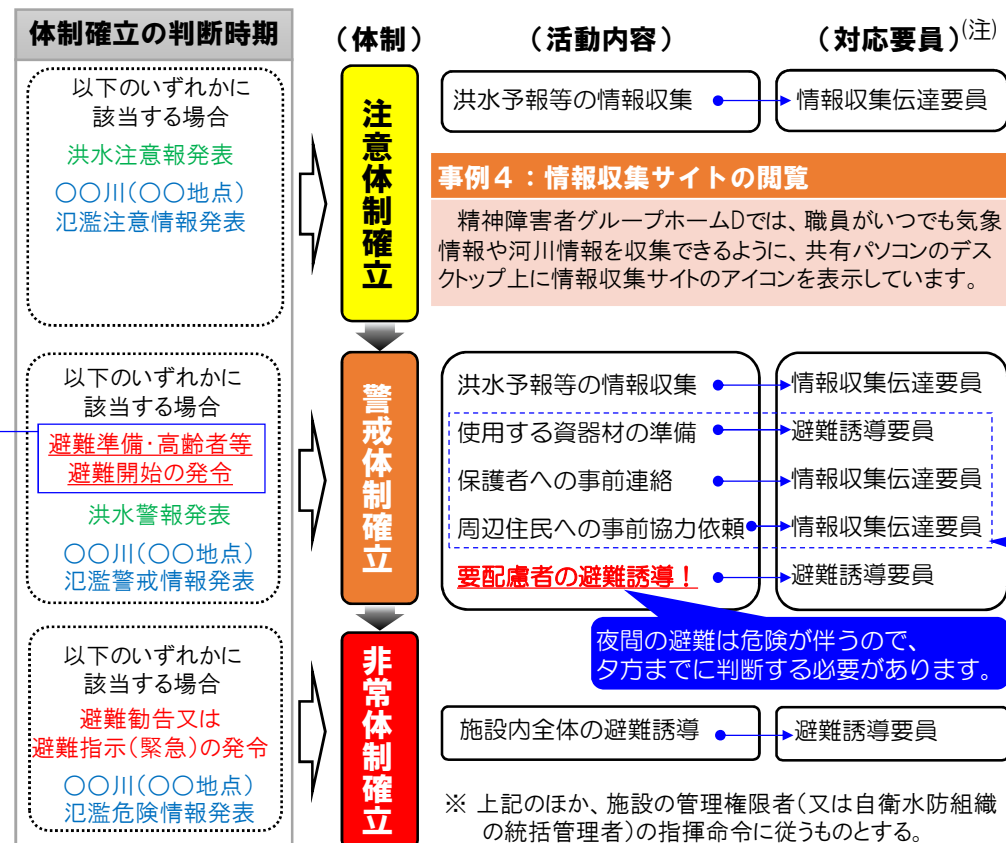 体制確立の判断時期
（体制）
（活動内容）
（対応要員）(注)
以下のいずれかに
該当する場合
洪水注意報発表
〇〇川(〇〇地点)
氾濫注意情報発表
注意体制確立
洪水予報等の情報収集
情報収集伝達要員
事例４：情報収集サイトの閲覧
精神障害者グループホームDでは、職員がいつでも気象
情報や河川情報を収集できるように、共有パソコンのデス
クトップ上に情報収集サイトのアイコンを表示しています。
以下のいずれかに
該当する場合
避難準備・高齢者等
避難開始の発令
洪水警報発表
〇〇川(〇〇地点)
氾濫警戒情報発表
警戒体制確立
洪水予報等の情報収集
情報収集伝達要員
使用する資器材の準備
避難誘導要員
保護者への事前連絡
情報収集伝達要員
周辺住民への事前協力依頼
情報収集伝達要員
要配慮者の避難誘導！
避難誘導要員
夜間の避難は危険が伴うので、
夕方までに判断する必要があります。
以下のいずれかに
該当する場合
避難勧告又は
避難指示(緊急)の発令
〇〇川(〇〇地点)
氾濫危険情報発表
非常体制確立
施設内全体の避難誘導
避難誘導要員
※ 上記のほか、施設の管理権限者(又は自衛水防組織
の統括管理者)の指揮命令に従うものとする。